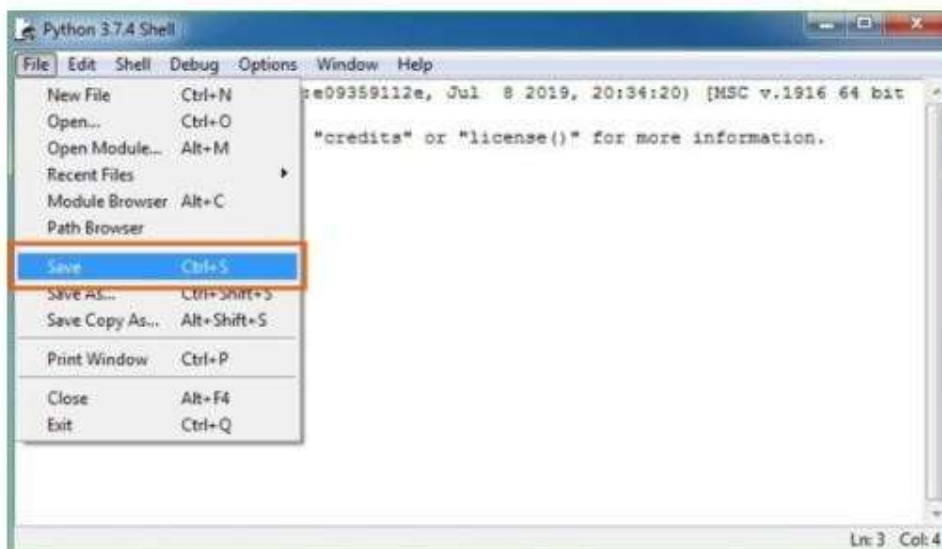 Python 3.7.4 Shell
File Edit Shell Debug Options Window Help
:e09359112e, Jul 8 2019, 20:34:20) [MSC v.1916 64 bit
"credits" or "license()" for more information.
New File Ctrl+N
Open... Ctrl+O
Open Module... Alt+M
Recent Files
Module Browser Alt+C
Path Browser
Save Ctrl+S
Save As... Ctrl+Shift+S
Save Copy As... Alt+Shift+S
Print Window Ctrl+P
Close Alt+F4
Exit Ctrl+Q
Ln: 3 Col: 4